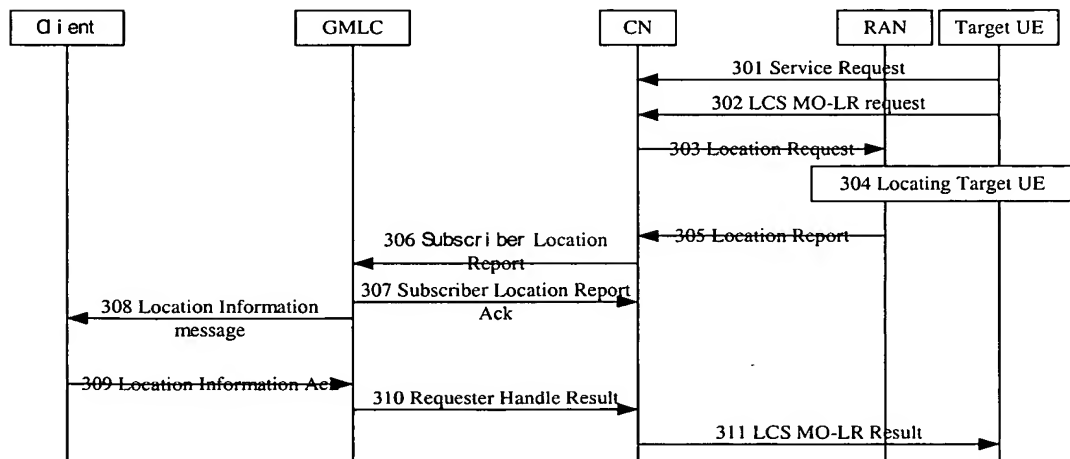 Client GMLC CN RAN Target UE
301 Service Request
302 LCS MO-LR request
303 Location Request
304 Locating Target UE
305 Location Report
306 Subscriber Location
Report
307 Subscriber Location Report
Ack
308 Location Information
message
309 Location Information Ack
310 Requester Handle Result
311 LCS MO-LR Result